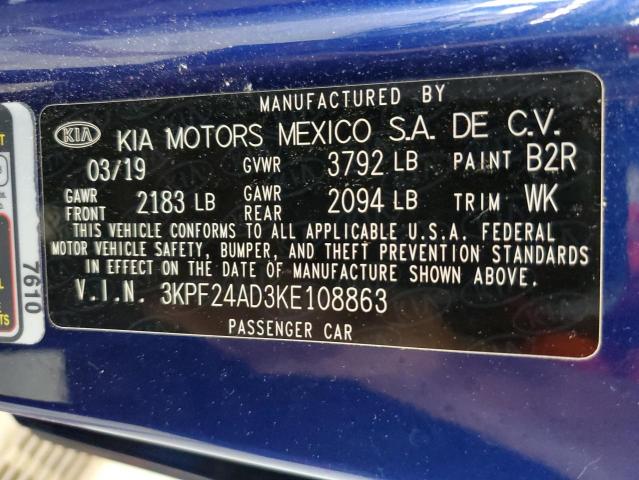 MANUFACTURED BY
KIA KIA MOTORS MEXICO S.A. DE C.V.
03/19 GVWR 3792 LB PAINT B2R
GAWR FRONT 2183 LB GAWR REAR 2094 LB TRIM WK
THIS VEHICLE CONFORMS TO ALL APPLICABLE U.S.A. FEDERAL
MOTOR VEHICLE SAFETY, BUMPER, AND THEFT PREVENTION STANDARDS
IN EFFECT ON THE DATE OF MANUFACTURE SHOWN ABOVE.
V.I.N. 3KPF24AD3KE108863
PASSENGER CAR
7610